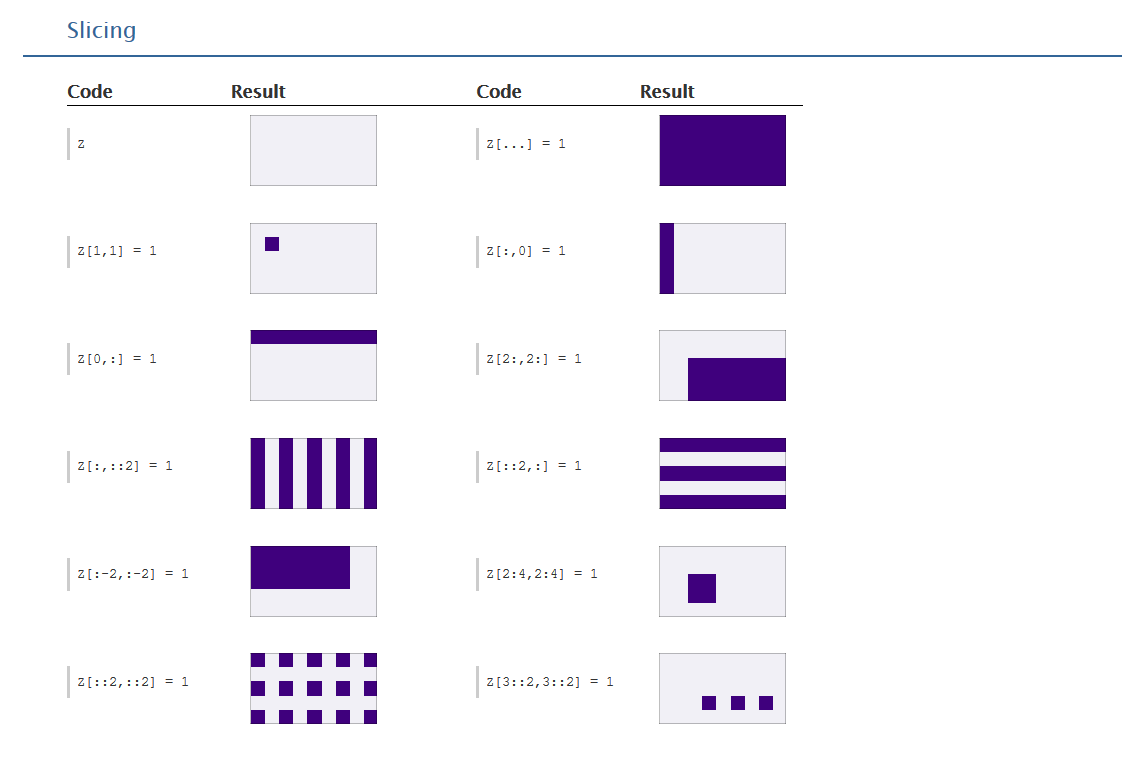 Slicing
Code Result Code Result
Z Z[...] = 1
Z[1,1] = 1 Z[:,0] = 1
Z[0,:] = 1 Z[2:,2:] = 1
Z[:,::2] = 1 Z[::2,:] = 1
Z[:-2,:-2] = 1 Z[2:4,2:4] = 1
Z[::2,::2] = 1 Z[3::2,3::2] = 1